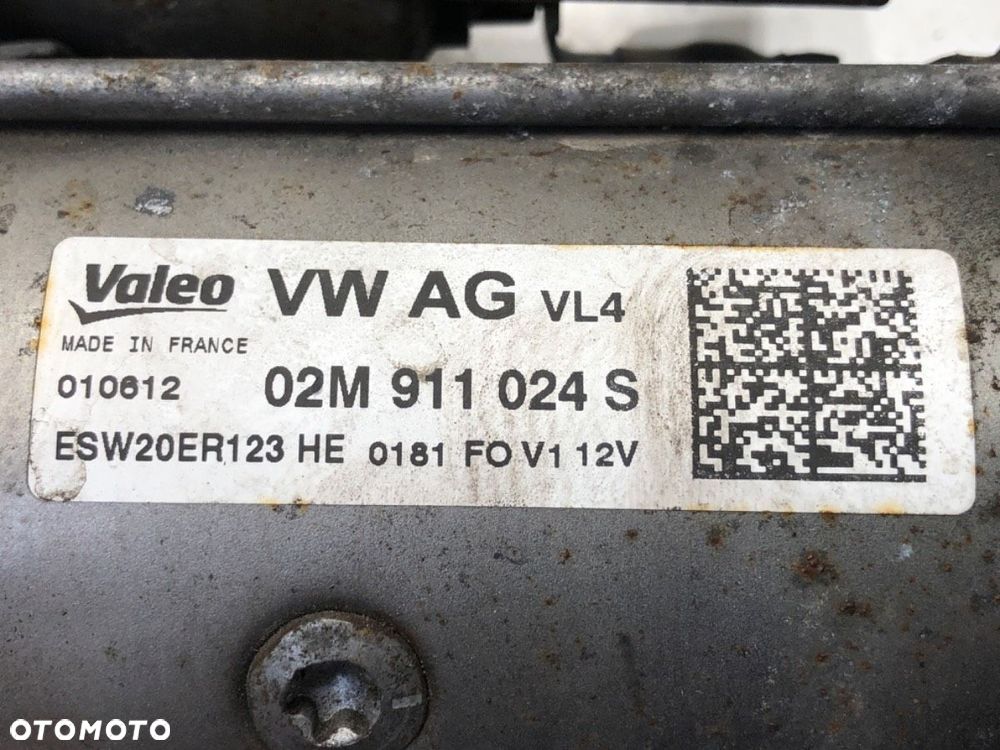 Valeo VW AG VL4
MADE IN FRANCE
010612 02M 911 024 S
ESW20ER123 HE 0181 FO V1 12V
OTOMOTO